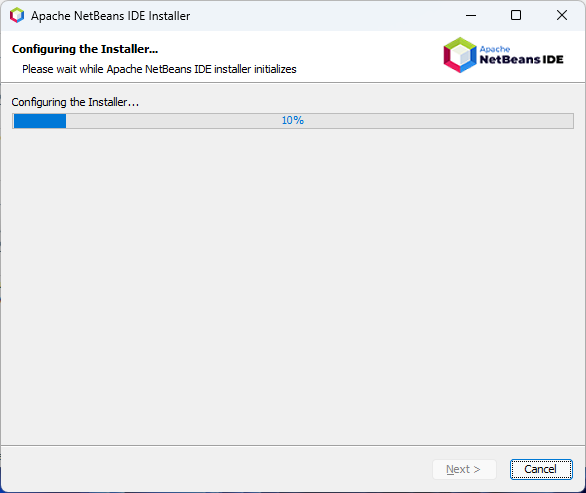 Apache NetBeans IDE Installer
Configuring the Installer...
Please wait while Apache NetBeans IDE installer initializes
Apache
NetBeans IDE
Configuring the Installer...
10%
Next >
Cancel